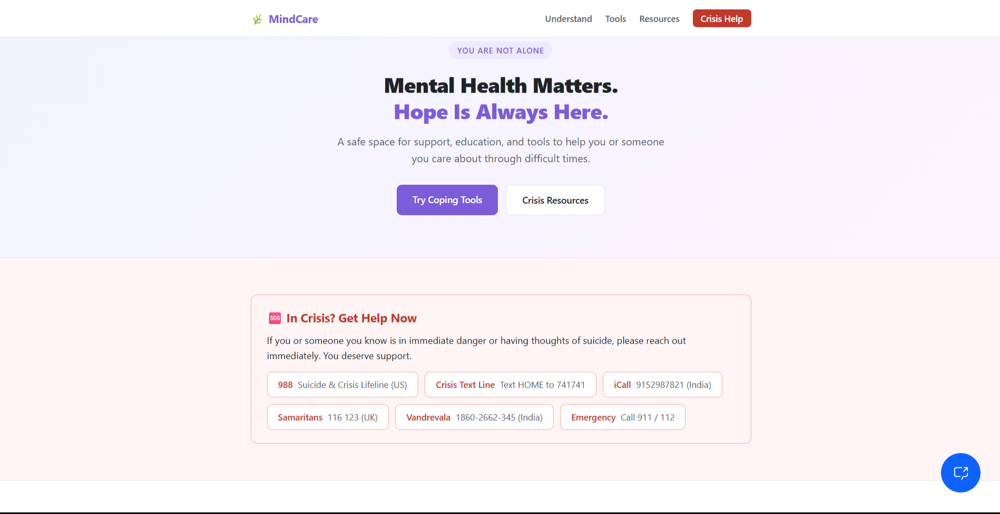 MindCare
Understand
Tools
Resources
Crisis Help
YOU ARE NOT ALONE
Mental Health Matters.
Hope Is Always Here.
A safe space for support, education, and tools to help you or someone
you care about through difficult times.
Try Coping Tools
Crisis Resources
SOS In Crisis? Get Help Now
If you or someone you know is in immediate danger or having thoughts of suicide, please reach out
immediately. You deserve support.
988 Suicide & Crisis Lifeline (US)
Crisis Text Line Text HOME to 741741
iCall 9152987821 (India)
Samaritans 116 123 (UK)
Vandrevala 1860-2662-345 (India)
Emergency Call 911 / 112